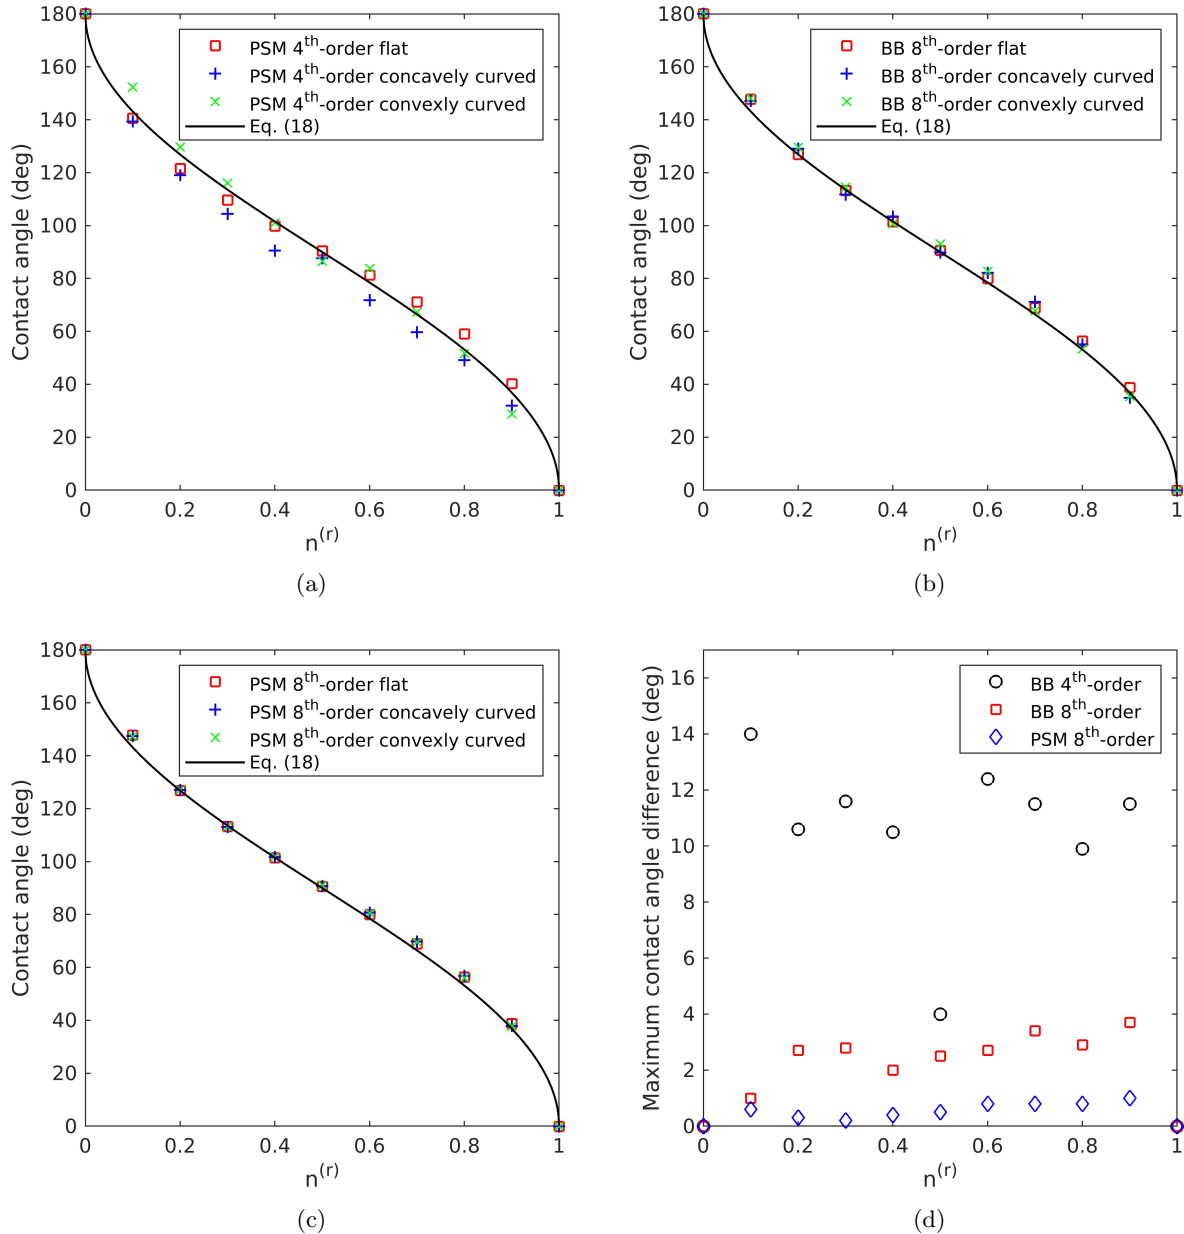 180
160
140
120
100
80
60
40
20
0
Contact angle (deg)
PSM 4th-order flat
PSM 4th-order concavely curved
PSM 4th-order convexly curved
Eq. (18)
0 0.2 0.4 0.6 0.8 1
n(r)
(a)
180
160
140
120
100
80
60
40
20
0
Contact angle (deg)
BB 8th-order flat
BB 8th-order concavely curved
BB 8th-order convexly curved
Eq. (18)
0 0.2 0.4 0.6 0.8 1
n(r)
(b)
180
160
140
120
100
80
60
40
20
0
Contact angle (deg)
PSM 8th-order flat
PSM 8th-order concavely curved
PSM 8th-order convexly curved
Eq. (18)
0 0.2 0.4 0.6 0.8 1
n(r)
(c)
16
14
12
10
8
6
4
2
0
Maximum contact angle difference (deg)
BB 4th-order
BB 8th-order
PSM 8th-order
0 0.2 0.4 0.6 0.8 1
n(r)
(d)